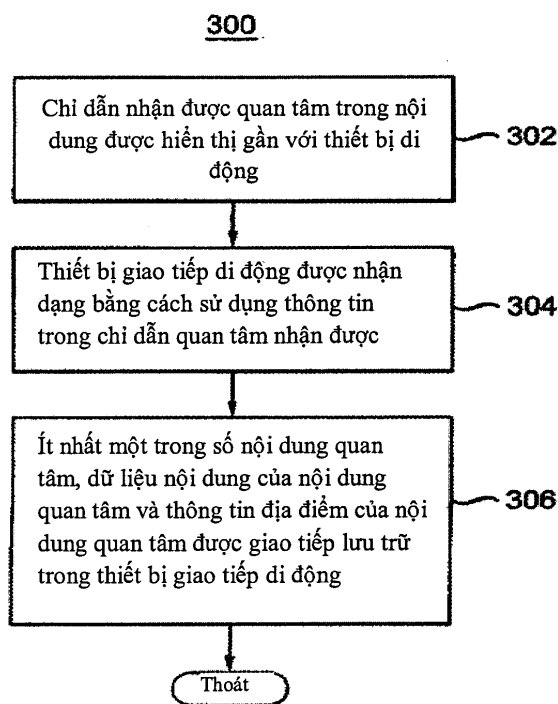 300
Chỉ dẫn nhận được quan tâm trong nội
dung được hiển thị gần với thiết bị di
động
302
Thiết bị giao tiếp di động được nhận
dạng bằng cách sử dụng thông tin
trong chỉ dẫn quan tâm nhận được
304
Ít nhất một trong số nội dung quan
tâm, dữ liệu nội dung của nội dung
quan tâm và thông tin địa điểm của nội
dung quan tâm được giao tiếp lưu trữ
trong thiết bị giao tiếp di động
306
Thoát